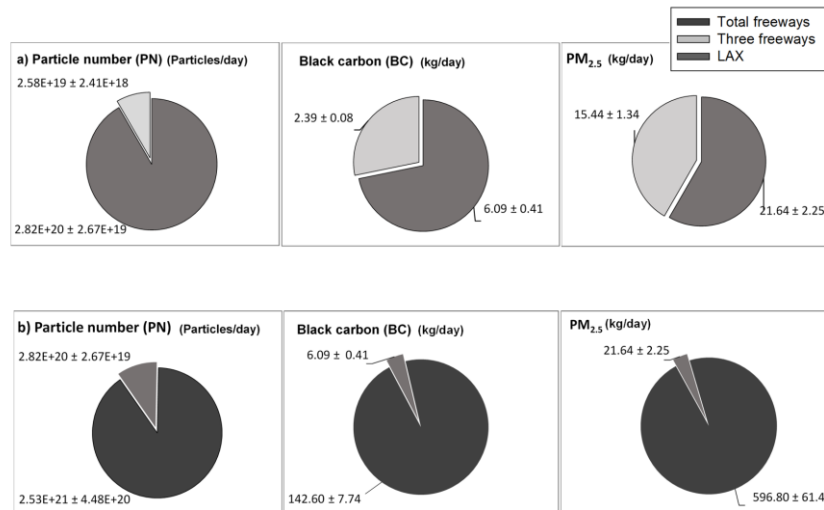 Total freeways
Three freeways
LAX
a) Particle number (PN) (Particles/day)
2.58E+19 ± 2.41E+18
2.82E+20 ± 2.67E+19
Black carbon (BC) (kg/day)
2.39 ± 0.08
6.09 ± 0.41
PM2.5 (kg/day)
15.44 ± 1.34
21.64 ± 2.25
b) Particle number (PN) (Particles/day)
2.82E+20 ± 2.67E+19
2.53E+21 ± 4.48E+20
Black carbon (BC) (kg/day)
6.09 ± 0.41
142.60 ± 7.74
PM2.5 (kg/day)
21.64 ± 2.25
596.80 ± 61.4